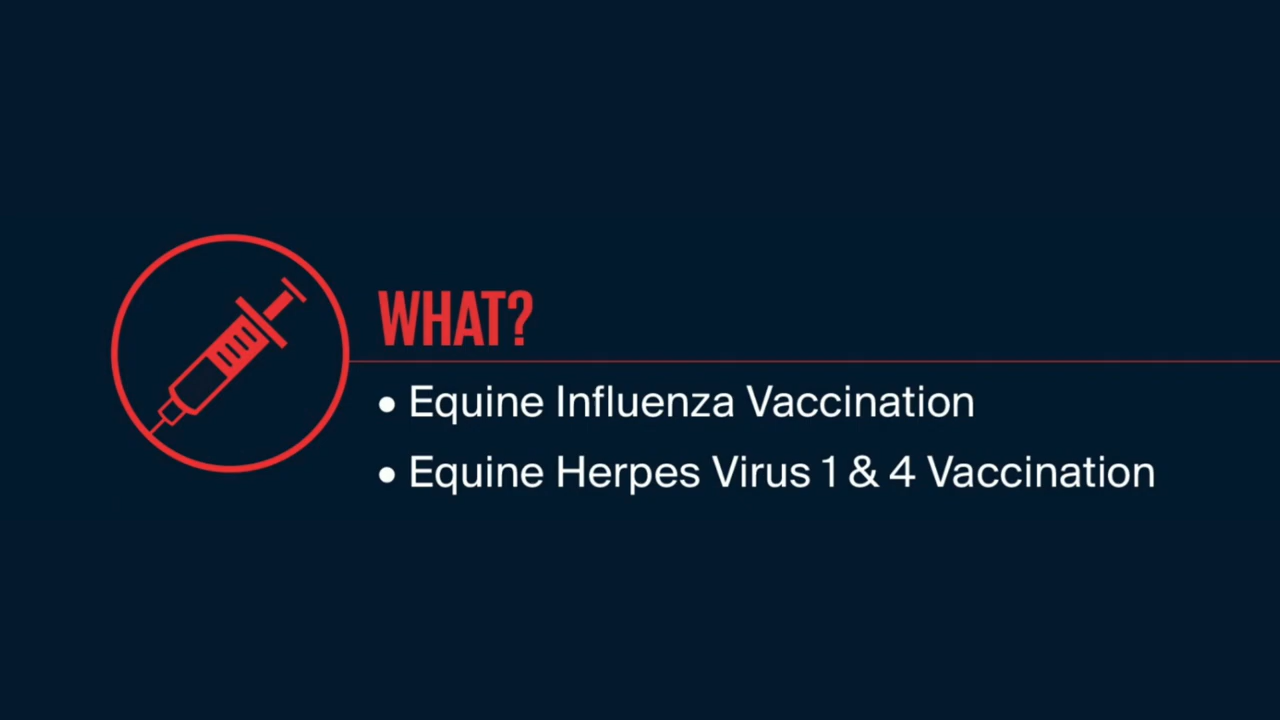 WHAT?
• Equine Influenza Vaccination
• Equine Herpes Virus 1 & 4 Vaccination